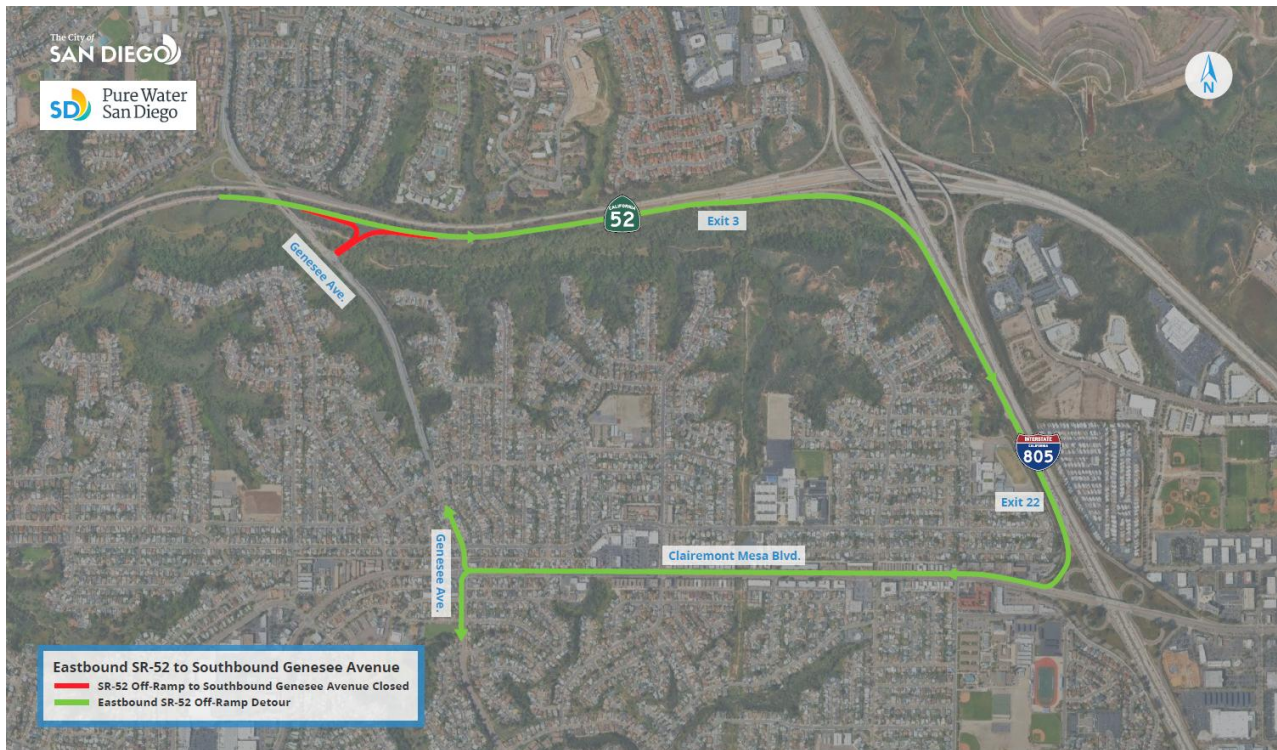 The City of
SAN DIEGO
SD
Pure Water
San Diego
N
CALIFORNIA
52
Exit 3
Genesee Ave.
INTERSTATE
CALIFORNIA
805
Exit 22
Clairemont Mesa Blvd.
Genesee Ave.
Eastbound SR-52 to Southbound Genesee Avenue
SR-52 Off-Ramp to Southbound Genesee Avenue Closed
Eastbound SR-52 Off-Ramp Detour